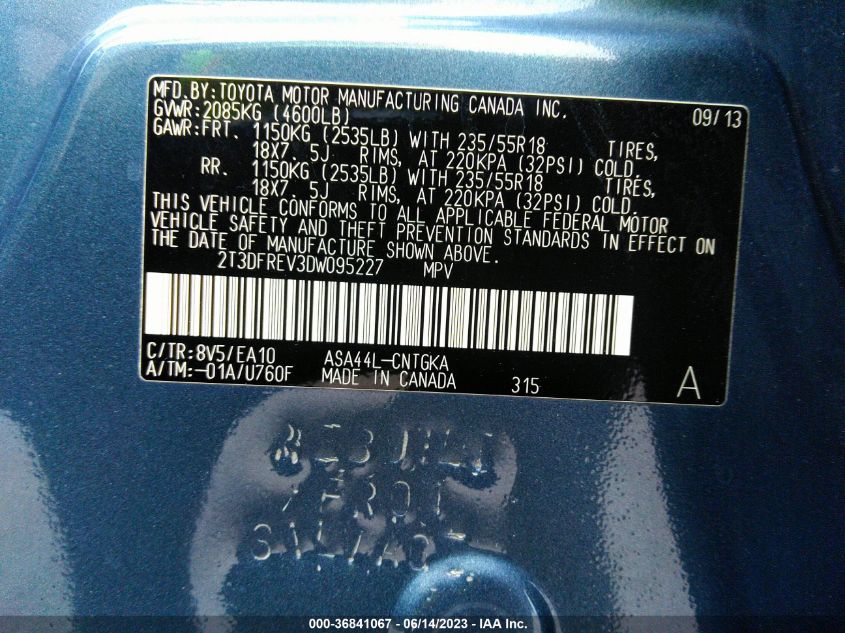 MFD. BY: TOYOTA MOTOR MANUFACTURING CANADA INC. 09/13
GVWR: 2085KG (4600LB)
GAWR: FRT. 1150KG (2535LB) WITH 235/55R18 TIRES,
18X7. 5J RIMS, AT 220KPA (32PSI) COLD.
RR. 1150KG (2535LB) WITH 235/55R18 TIRES,
18X7. 5J RIMS, AT 220KPA (32PSI) COLD.
THIS VEHICLE CONFORMS TO ALL APPLICABLE FEDERAL MOTOR
VEHICLE SAFETY AND THEFT PREVENTION STANDARDS IN EFFECT ON
THE DATE OF MANUFACTURE SHOWN ABOVE.
2T3DFREV3DW095227 MPV
C/TR: 8V5/EA10 ASA44L-CNTGKA
A/TM: -01A/U760F MADE IN CANADA 315 A
000-36841067 - 06/14/2023 - IAA Inc.